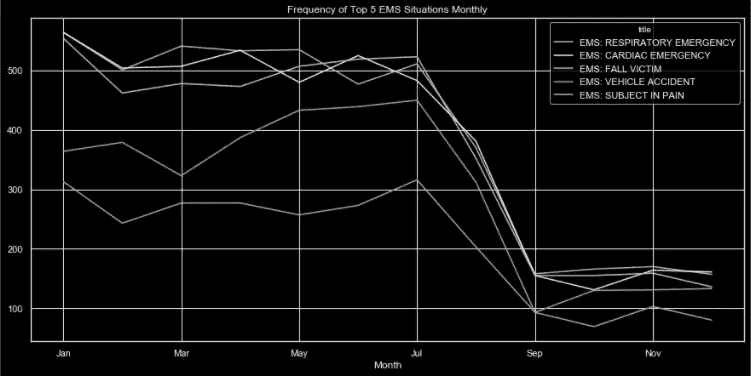 Frequency of Top 5 EMS Situations Monthly
title
EMS: RESPIRATORY EMERGENCY
EMS: CARDIAC EMERGENCY
EMS: FALL VICTIM
EMS: VEHICLE ACCIDENT
EMS: SUBJECT IN PAIN
500
400
300
200
100
Jan Mar May Jul Sep Nov
Month